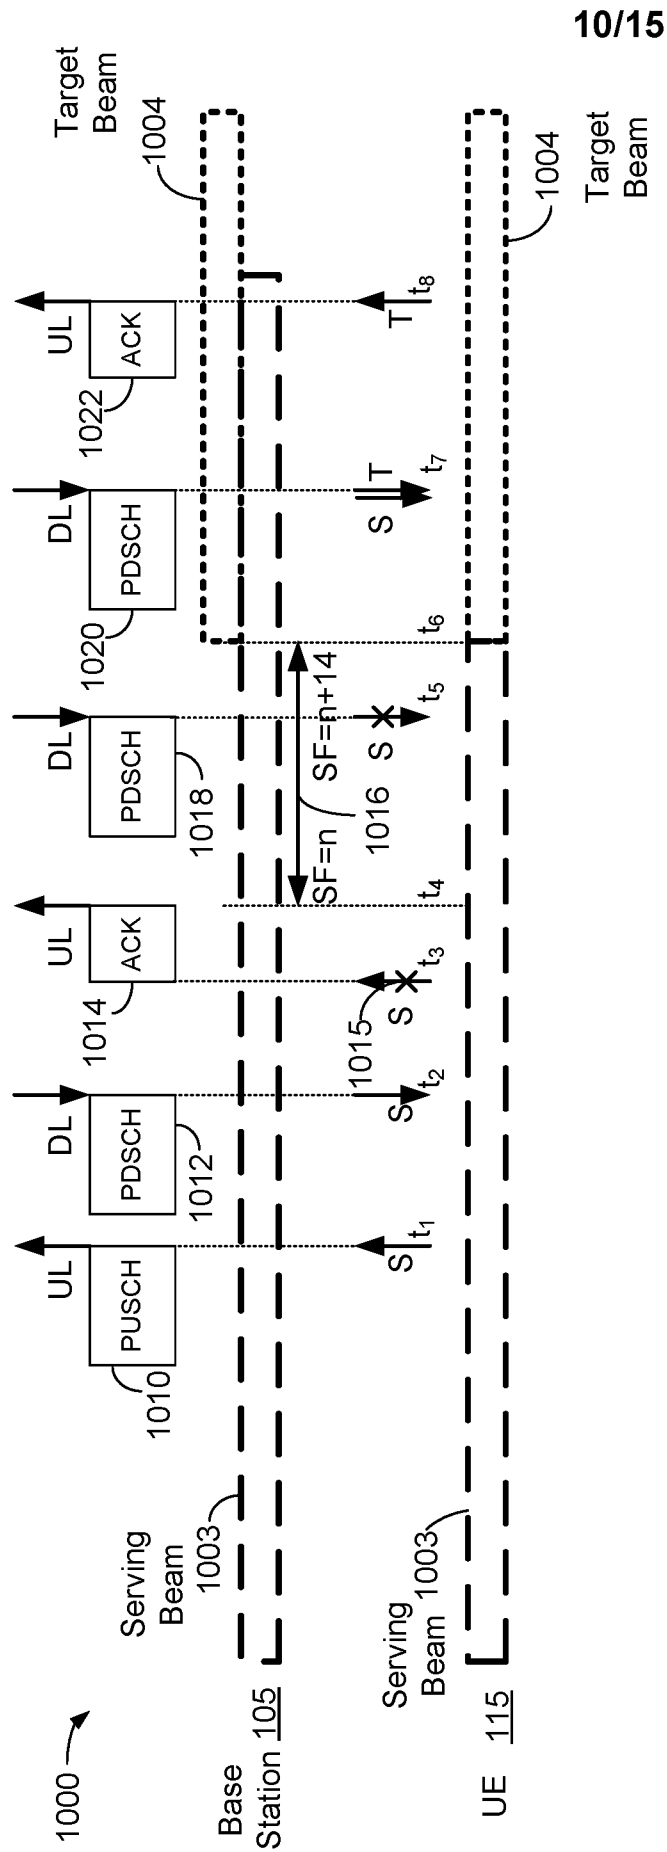 10/15
1000
Base
Station 105
UE 115
Serving
Beam
1003
Serving
Beam 1003
PUSCH
1010
UL
S
t1
PDSCH
1012
DL
S
t2
ACK
1014
UL
1015
S
t3
t4
SF=n
SF=n+14
1016
PDSCH
1018
DL
S
t5
t6
PDSCH
1020
DL
S
T
t7
ACK
1022
UL
T
t8
1004
Target
Beam
1004
Target
Beam